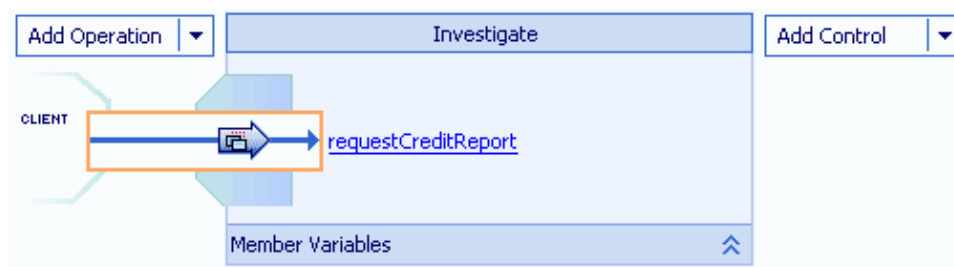 Add Operation
Investigate
Add Control
CLIENT
requestCreditReport
Member Variables